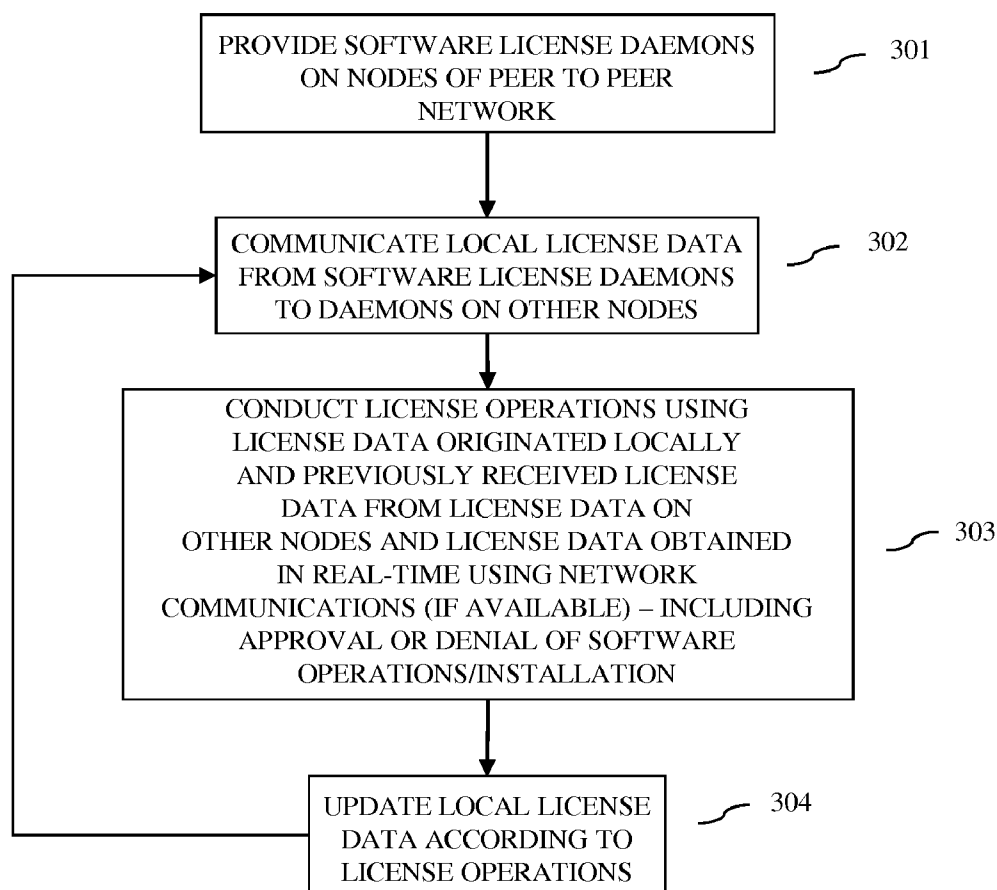 PROVIDE SOFTWARE LICENSE DAEMONS
ON NODES OF PEER TO PEER
NETWORK
301
COMMUNICATE LOCAL LICENSE DATA
FROM SOFTWARE LICENSE DAEMONS
TO DAEMONS ON OTHER NODES
302
CONDUCT LICENSE OPERATIONS USING
LICENSE DATA ORIGINATED LOCALLY
AND PREVIOUSLY RECEIVED LICENSE
DATA FROM LICENSE DATA ON
OTHER NODES AND LICENSE DATA OBTAINED
IN REAL-TIME USING NETWORK
COMMUNICATIONS (IF AVAILABLE) – INCLUDING
APPROVAL OR DENIAL OF SOFTWARE
OPERATIONS/INSTALLATION
303
UPDATE LOCAL LICENSE
DATA ACCORDING TO
LICENSE OPERATIONS
304